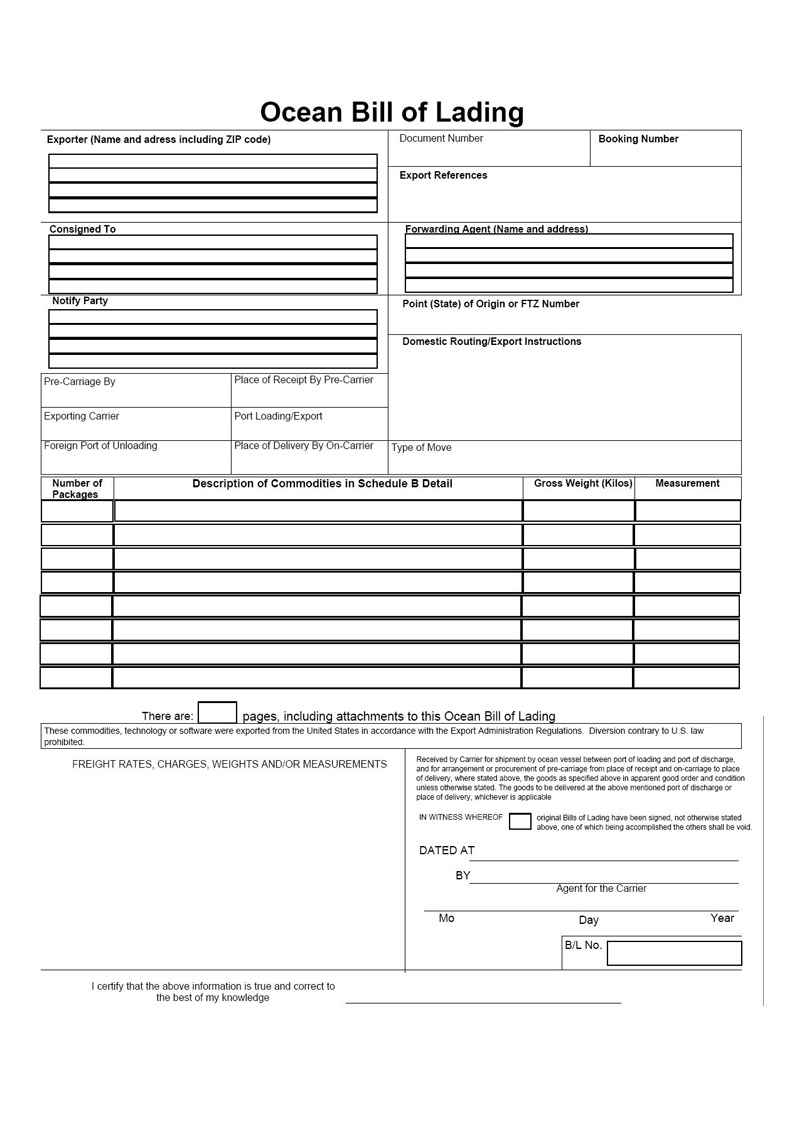 Ocean Bill of Lading
Exporter (Name and adress including ZIP code)
Document Number
Booking Number
Export References
Consigned To
Forwarding Agent (Name and address)
Notify Party
Point (State) of Origin or FTZ Number
Domestic Routing/Export Instructions
Pre-Carriage By
Place of Receipt By Pre-Carrier
Exporting Carrier
Port Loading/Export
Foreign Port of Unloading
Place of Delivery By On-Carrier
Type of Move
Number of
Packages
Description of Commodities in Schedule B Detail
Gross Weight (Kilos)
Measurement
There are: pages, including attachments to this Ocean Bill of Lading
These commodities, technology or software were exported from the United States in accordance with the Export Administration Regulations. Diversion contrary to U.S. law
prohibited.
FREIGHT RATES, CHARGES, WEIGHTS AND/OR MEASUREMENTS
Received by Carrier for shipment by ocean vessel between port of loading and port of discharge,
and for arrangement or procurement of pre-carriage from place of receipt and on-carriage to place
of delivery, where stated above, the goods as specified above in apparent good order and condition
unless otherwise stated. The goods to be delivered at the above mentioned port of discharge or
place of delivery, whichever is applicable
IN WITNESS WHEREOF original Bills of Lading have been signed, not otherwise stated
above, one of which being accomplished the others shall be void.
DATED AT
BY
Agent for the Carrier
Mo Day Year
B/L No.
I certify that the above information is true and correct to
the best of my knowledge